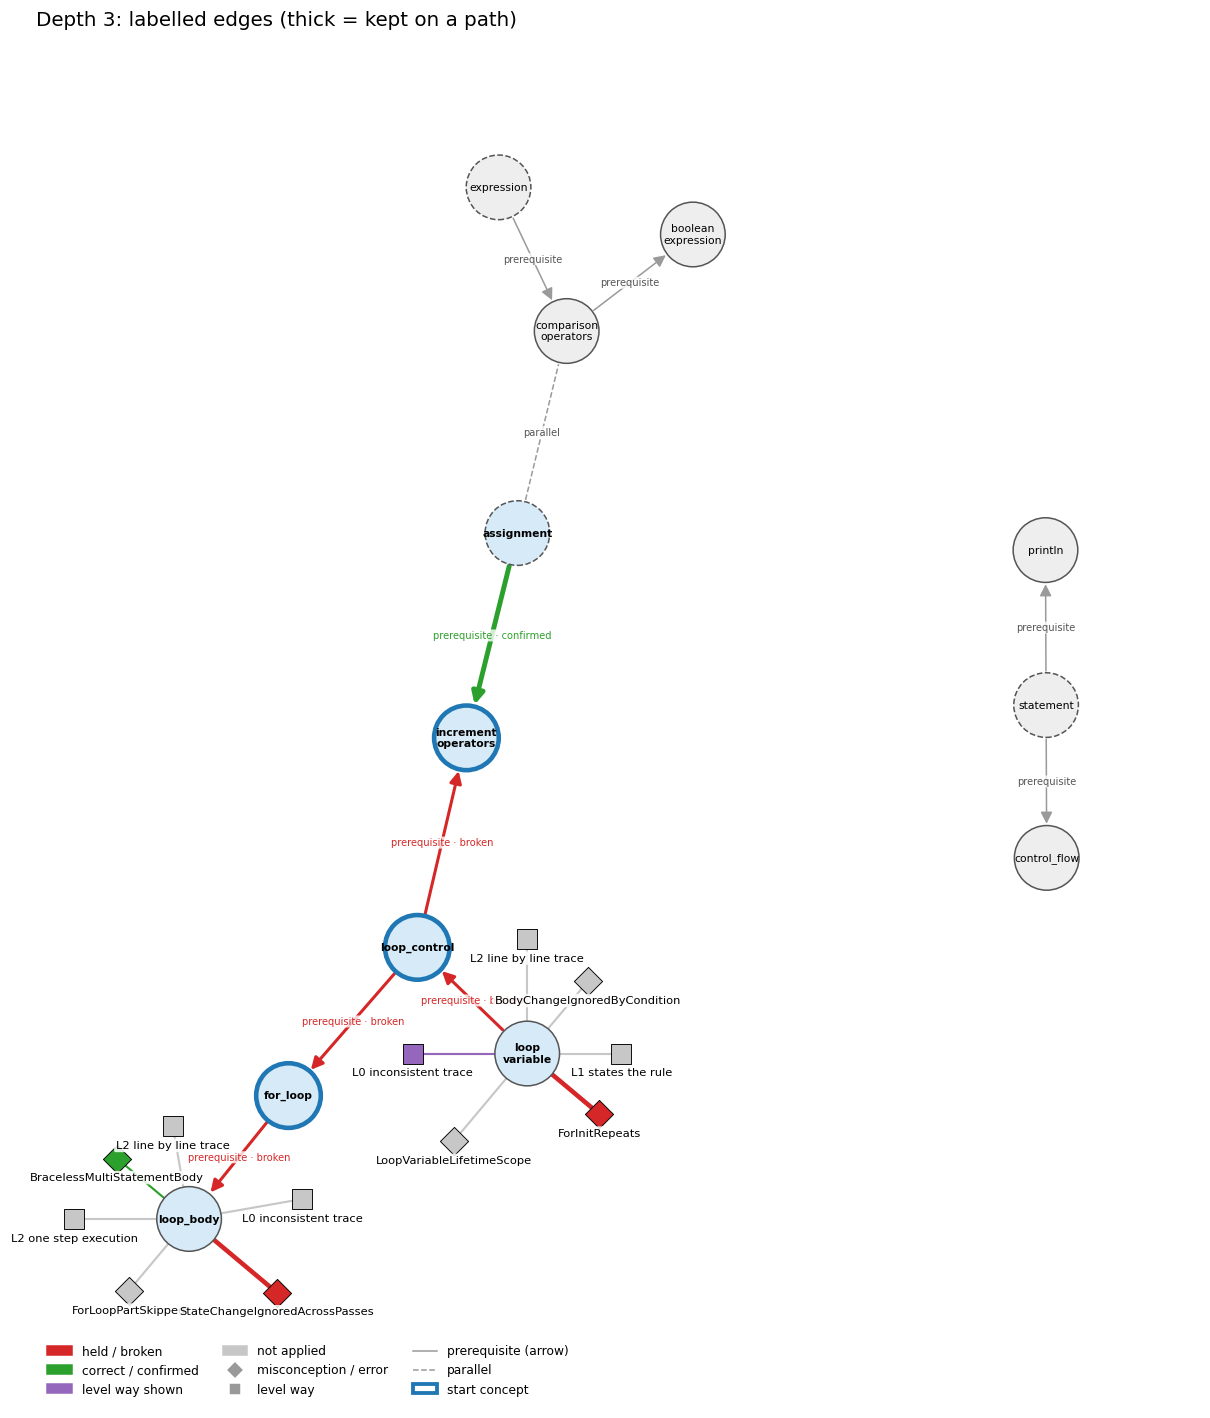 Depth 3: labelled edges (thick = kept on a path)
expression
boolean
expression
prerequisite
prerequisite
comparison
operators
parallel
assignment
println
prerequisite · confirmed
prerequisite
statement
increment
operators
prerequisite
prerequisite · broken
control_flow
loop_control
L2 line by line trace
prerequisite · b
BodyChangeIgnoredByCondition
prerequisite · broken
loop
variable
L0 inconsistent trace
L1 states the rule
for_loop
ForInitRepeats
L2 line by line trace
prerequisite · broken
LoopVariableLifetimeScope
BracelessMultiStatementBody
loop_body
L0 inconsistent trace
L2 one step execution
ForLoopPartSkippe
StateChangeIgnoredAcrossPasses
held / broken
correct / confirmed
level way shown
not applied
misconception / error
level way
prerequisite (arrow)
parallel
start concept